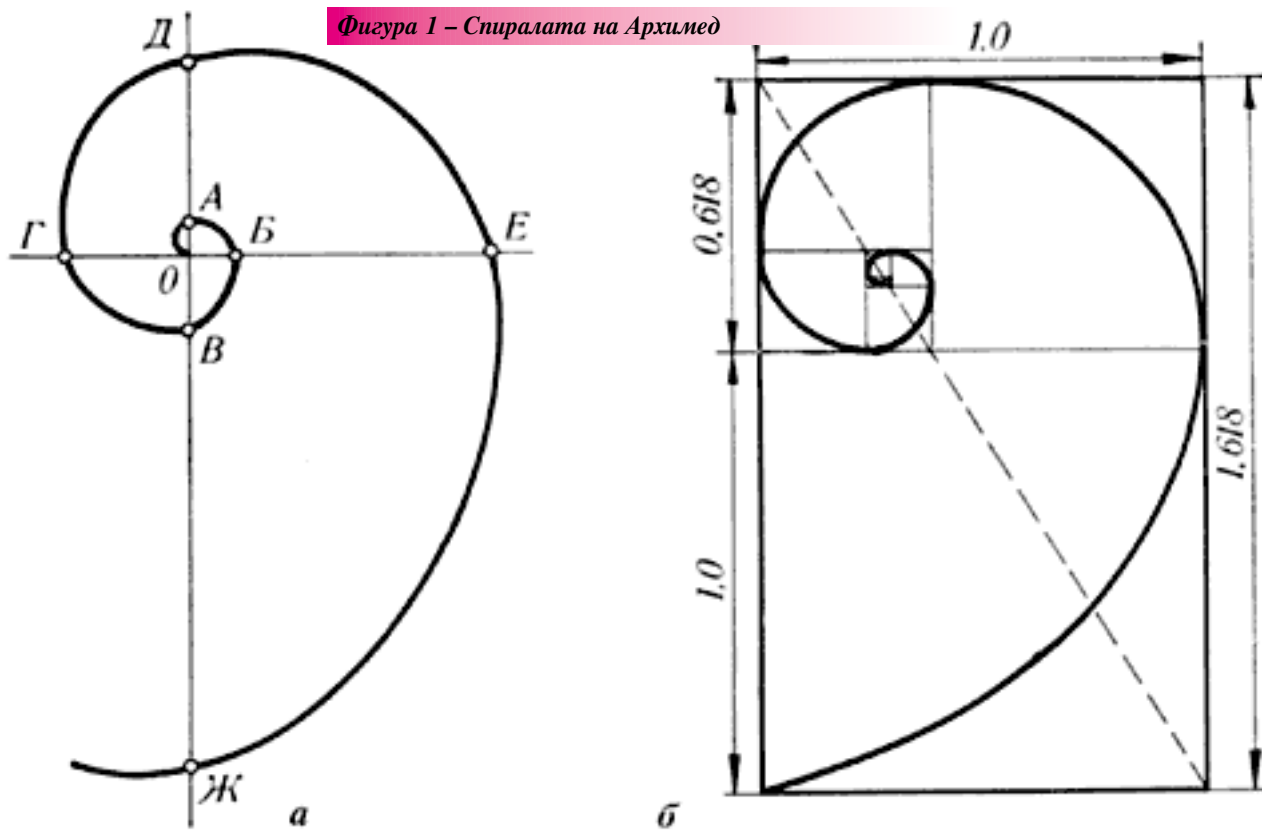 Фигура 1 – Спиралата на Архимед
Д
А
Г
Б
Е
0
В
Ж
а
1.0
0.618
1.0
1.618
б